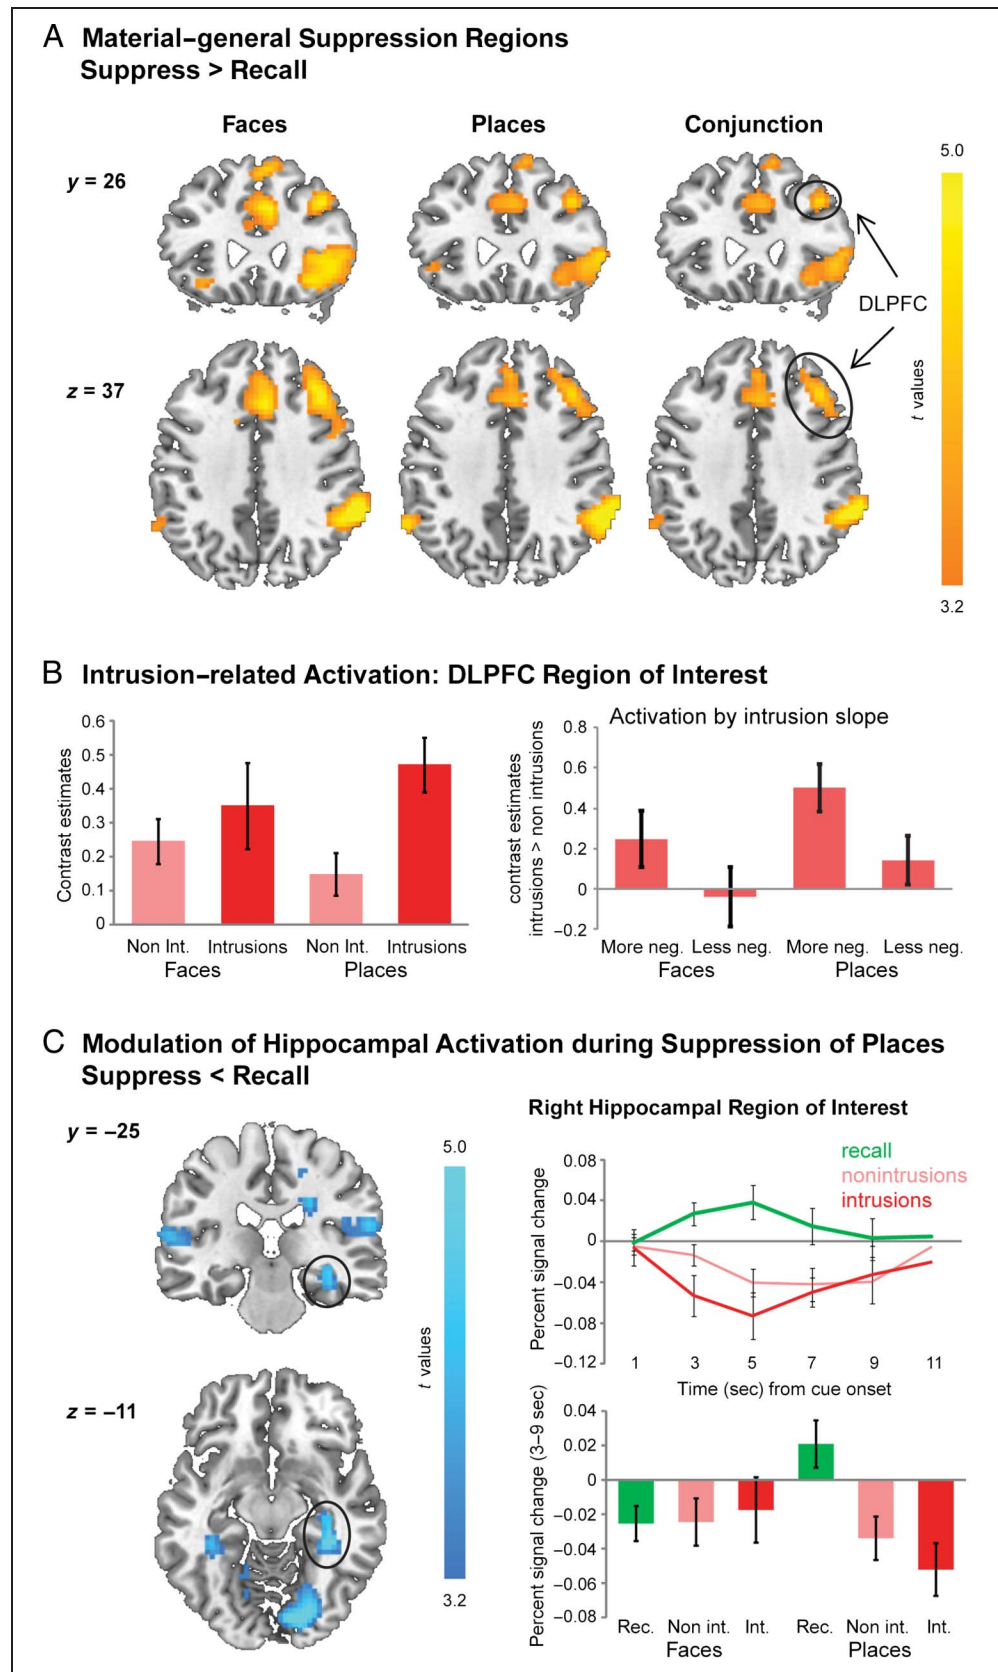 A Material-general Suppression Regions
Suppress > Recall
Faces
Places
Conjunction
y = 26
5.0
DLPFC
z = 37
t values
3.2
B Intrusion-related Activation: DLPFC Region of Interest
Contrast estimates
0.6
0.5
0.4
0.3
0.2
0.1
0
Non Int. Intrusions Non Int. Intrusions
Faces Places
Activation by intrusion slope
contrast estimates
intrusions > non intrusions
0.8
0.6
0.4
0.2
0
-0.2
More neg. Less neg. More neg. Less neg.
Faces Places
C Modulation of Hippocampal Activation during Suppression of Places
Suppress < Recall
y = -25
5.0
t values
z = -11
3.2
Right Hippocampal Region of Interest
recall
nonintrusions
intrusions
Percent signal change
0.08
0.04
0
-0.04
-0.08
-0.12
1 3 5 7 9 11
Time (sec) from cue onset
Percent signal change (3-9 sec)
0.04
0.02
0
-0.02
-0.04
-0.06
-0.08
Rec. Non int. Int. Rec. Non int. Int.
Faces Places